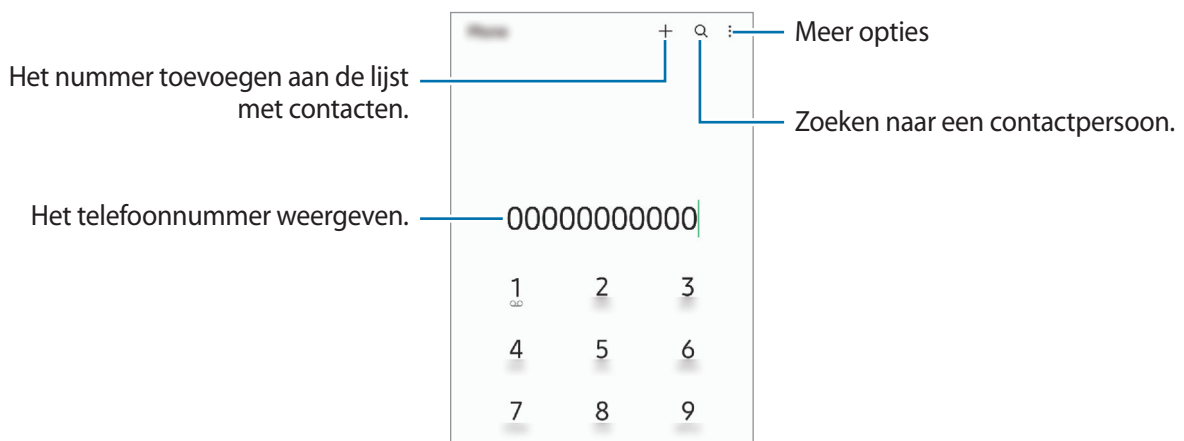 Meer opties
Het nummer toevoegen aan de lijst
met contacten.
Zoeken naar een contactpersoon.
Het telefoonnummer weergeven.
00000000000
1 2 3
4 5 6
7 8 9